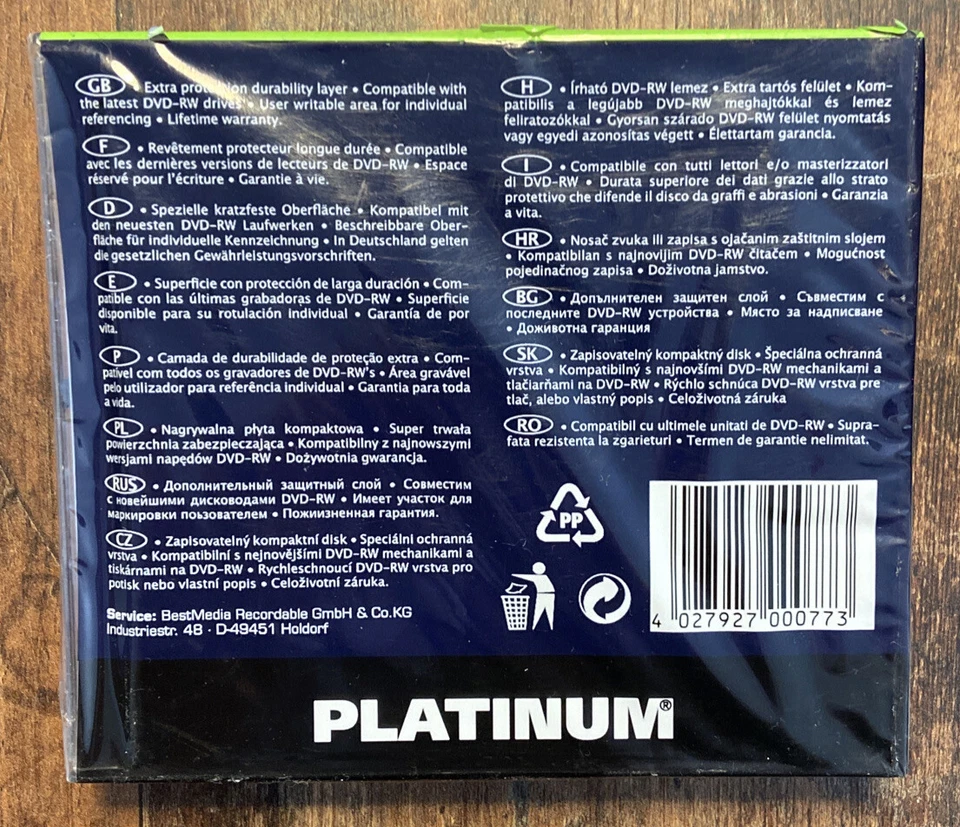 GB • Extra protection durability layer • Compatible with
the latest DVD-RW drives • User writable area for individual
referencing • Lifetime warranty.
F • Revêtement protecteur longue durée • Compatible
avec les dernières versions de lecteurs de DVD-RW • Espace
réservé pour l'écriture • Garantie à vie.
D • Spezielle kratzfeste Oberfläche • Kompatibel mit
den neuesten DVD-RW Laufwerken • Beschreibbare Ober-
fläche für individuelle Kennzeichnung • In Deutschland gelten
die gesetzlichen Gewährleistungsvorschriften.
E • Superficie con protección de larga duración • Com-
patible con las últimas grabadoras de DVD-RW • Superficie
disponible para su rotulación individual • Garantía de por
vita.
P • Camada de durabilidade de proteção extra • Com-
patível com todos os gravadores de DVD-RW's • Área gravável
pelo utilizador para referência individual • Garantia para toda
a vida.
PL • Nagrywalna płyta kompaktowa • Super trwała
powierzchnia zabezpieczająca • Kompatibilny z najnowszymi
wersjami napędów DVD-RW • Dożywotnia gwarancja.
RUS • Дополнительный защитный слой • Совместим
с новейшими дисководами DVD-RW • Имеет участок для
маркировки поьзователем • Пожиизненная гарантия.
CZ • Zapisovatelný kompaktní disk • Speciálni ochranná
vrstva • Kompatibilní s nejnovějšími DVD-RW mechanikami a
tiskárnami na DVD-RW • Rychleschnoucí DVD-RW vrstva pro
potisk nebo vlastní popis • Celoživotní záruka.
Service: BestMedia Recordable GmbH & Co.KG
Industriestr. 48 · D-49451 Holdorf
H • Írható DVD-RW lemez • Extra tartós felület • Kom-
patibilis a legújabb DVD-RW meghajtókkal és lemez
feliratozókkal • Gyorsan szárado DVD-RW felület nyomtatás
vagy egyedi azonosítas végett • Élettartam garancia.
I • Compatibile con tutti lettori e/o masterizzatori
di DVD-RW • Durata superiore dei dati grazie allo strato
protettivo che difende il disco da graffi e abrasioni • Garanzia
a vita.
HR • Nosač zvuka ili zapisa s ojačanim zaštitnim slojem
• Kompatibilan s najnovijim DVD-RW čitačem • Mogućnost
pojedinačnog zapisa • Doživotna jamstvo.
BG • Допълнителен защитен слой • Съвместим с
последните DVD-RW устройства • Място за надписване
• Доживотна гаранция
SK • Zapisovatelný kompaktný disk • Špeciálna ochranná
vrstva • Kompatibilný s najnovšími DVD-RW mechanikami a
tlačiarňami na DVD-RW • Rýchlo schnúca DVD-RW vrstva pre
tlač, alebo vlastný popis • Celoživotná záruka
RO • Compatibil cu ultimele unitati de DVD-RW • Supra-
fata rezistenta la zgarieturi • Termen de garantie nelimitat.
PP
4 027927 000773
PLATINUM®